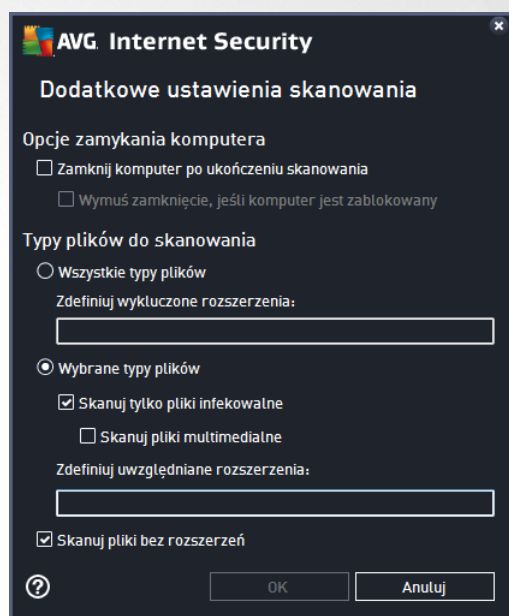 AVG. Internet Security
Dodatkowe ustawienia skanowania
Opcje zamykania komputera
Zamknij komputer po ukończeniu skanowania
Wymuś zamknięcie, jeśli komputer jest zablokowany
Typy plików do skanowania
Wszystkie typy plików
Zdefiniuj wykluczone rozszerzenia:
Wybrane typy plików
Skanuj tylko pliki infekowalne
Skanuj pliki multimedialne
Zdefiniuj uwzględniane rozszerzenia:
Skanuj pliki bez rozszerzeń
? OK Anuluj